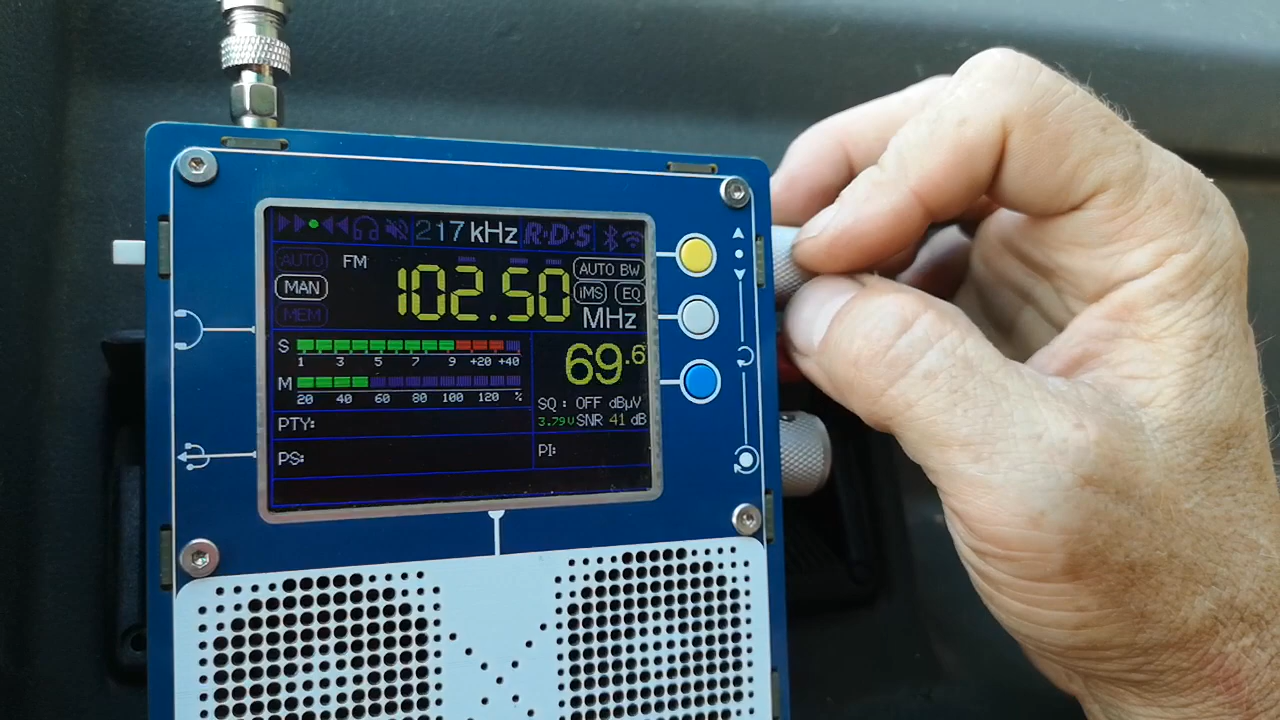 217 kHz R·D·S
AUTO FM AUTO BW
MAN 102.50 iMS EQ
MEM MHz
S
1 3 5 7 9 +20 +40
69.6
M
20 40 60 80 100 120 %
SQ : OFF dBµV
3.79V SNR 41 dB
PTY:
PS: PI: